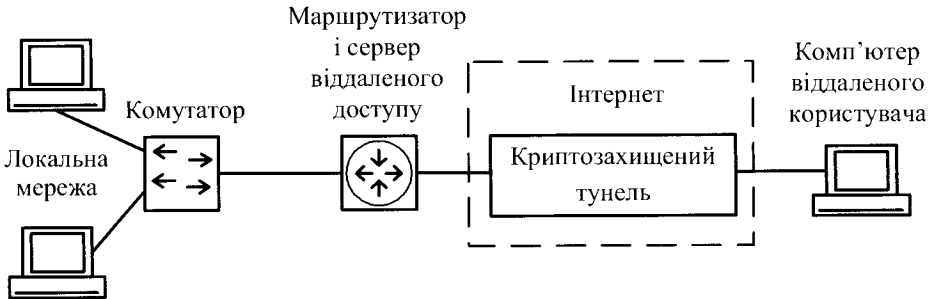 Маршрутизатор
і сервер
віддаленого
доступу
Комп’ютер
віддаленого
користувача
Комутатор
Інтернет
Локальна
мережа
Криптозахищений
тунель